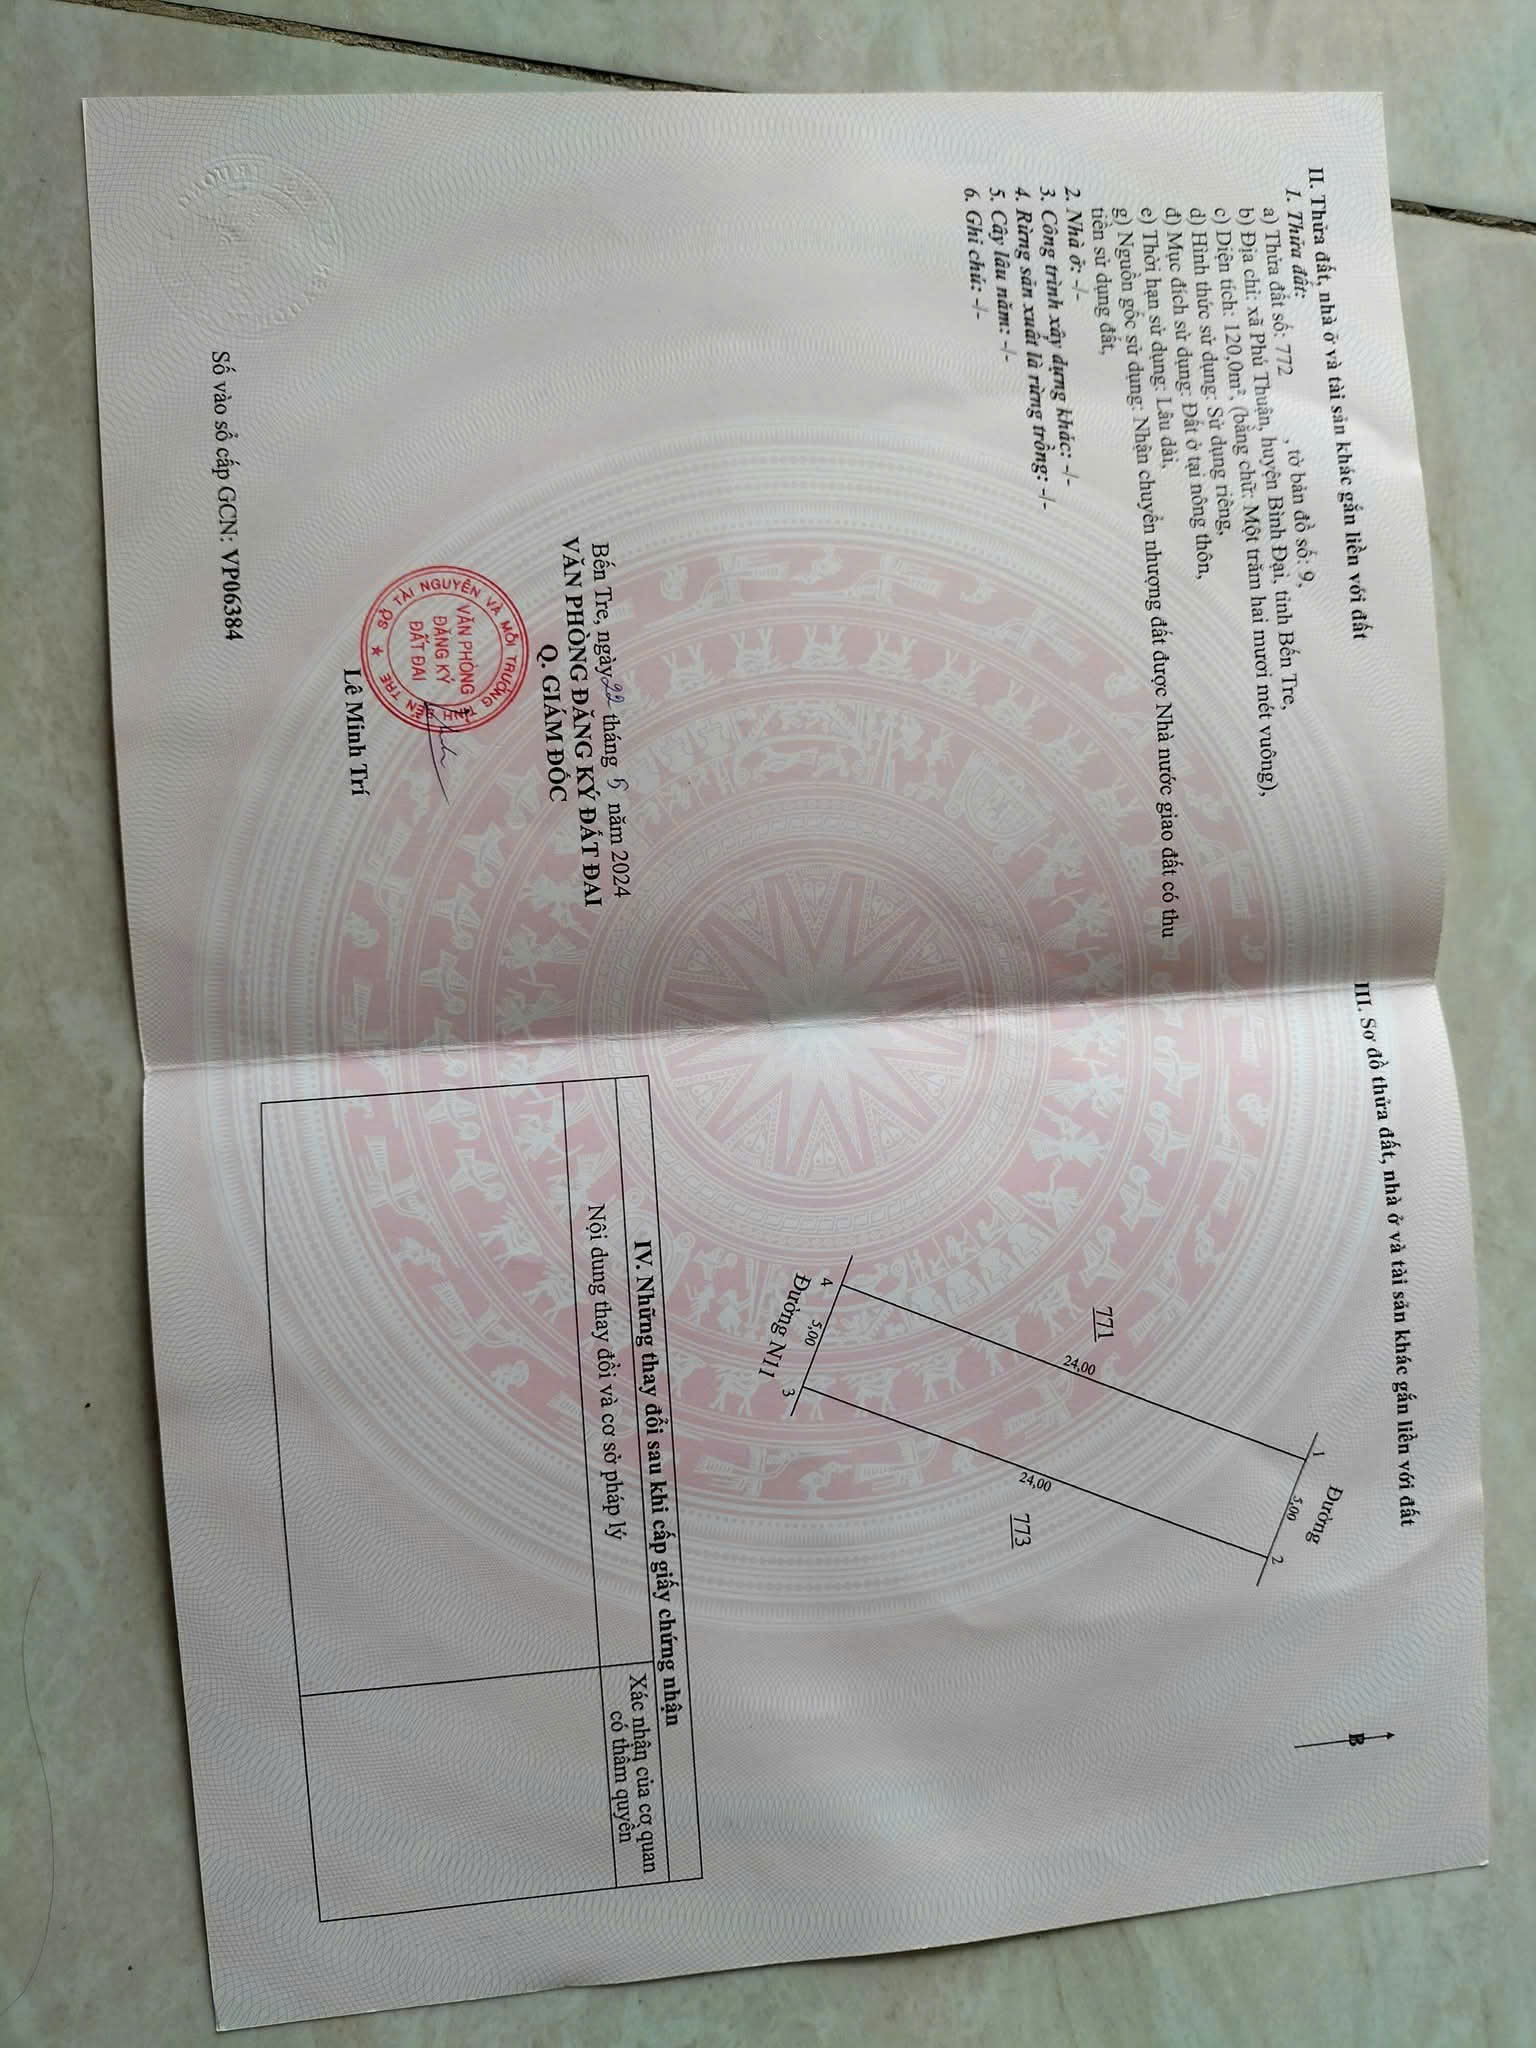 II. Thửa đất, nhà ở và tài sản khác gắn liền với đất
1. Thửa đất:
a) Thửa đất số: 772 , tờ bản đồ số: 9,
b) Địa chỉ: xã Phú Thuận, huyện Bình Đại, tỉnh Bến Tre,
c) Diện tích: 120,0m², (bằng chữ: Một trăm hai mươi mét vuông),
d) Hình thức sử dụng: Sử dụng riêng,
đ) Mục đích sử dụng: Đất ở tại nông thôn,
e) Thời hạn sử dụng: Lâu dài,
g) Nguồn gốc sử dụng: Nhận chuyển nhượng đất được Nhà nước giao đất có thu
tiền sử dụng đất,
2. Nhà ở: -/-
3. Công trình xây dựng khác: -/-
4. Rừng sản xuất là rừng trồng: -/-
5. Cây lâu năm: -/-
6. Ghi chú: -/-
Bến Tre, ngày 22 tháng 5 năm 2024
VĂN PHÒNG ĐĂNG KÝ ĐẤT ĐAI
Q. GIÁM ĐỐC
SỞ TÀI NGUYÊN VÀ MÔI TRƯỜNG TỈNH BẾN TRE
VĂN PHÒNG
ĐĂNG KÝ
ĐẤT ĐAI
Lê Minh Trí
Số vào sổ cấp GCN: VP06384
III. Sơ đồ thửa đất, nhà ở và tài sản khác gắn liền với đất
B
Đường
1
5,00
2
771
24,00
24,00
773
4
5,00
3
Đường N11
IV. Những thay đổi sau khi cấp giấy chứng nhận
Nội dung thay đổi và cơ sở pháp lý
Xác nhận của cơ quan
có thẩm quyền